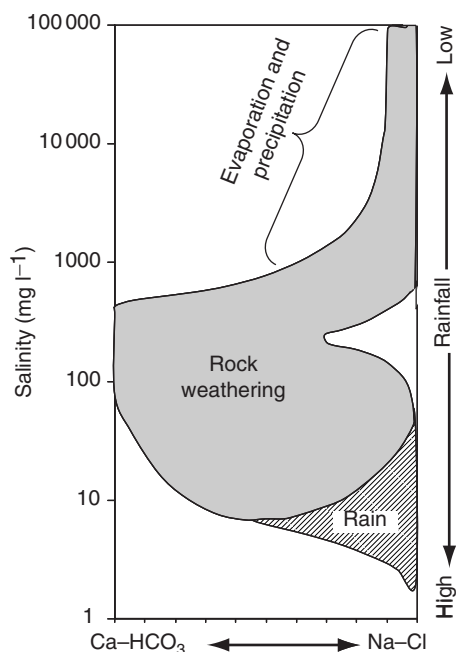 100 000
10 000
1000
100
10
1
Salinity (mg l–1)
Evaporation and
precipitation
Rock
weathering
Rain
Low
Rainfall
High
Ca–HCO3
Na–Cl